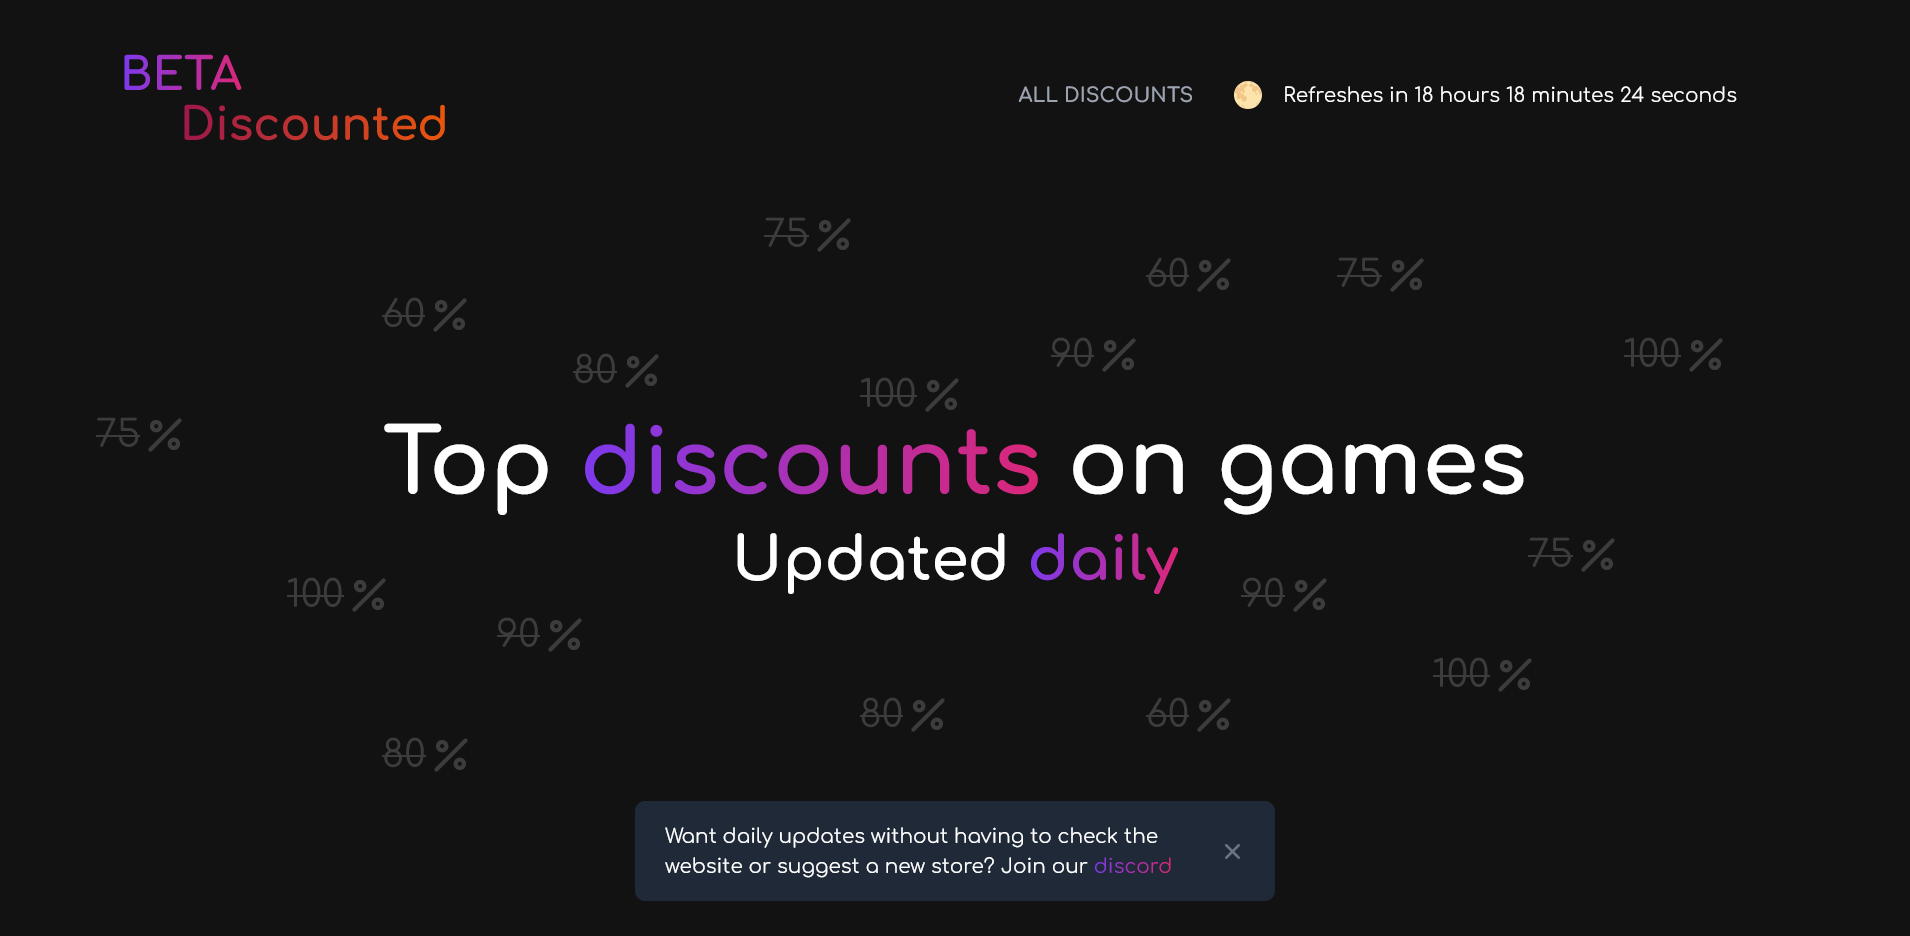 BETA
Discounted
ALL DISCOUNTS
Refreshes in 18 hours 18 minutes 24 seconds
75 %
60 %
75 %
60 %
90 %
100 %
80 %
100 %
75 %
Top discounts on games
Updated daily
75 %
100 %
90 %
90 %
100 %
80 %
60 %
80 %
Want daily updates without having to check the
website or suggest a new store? Join our discord